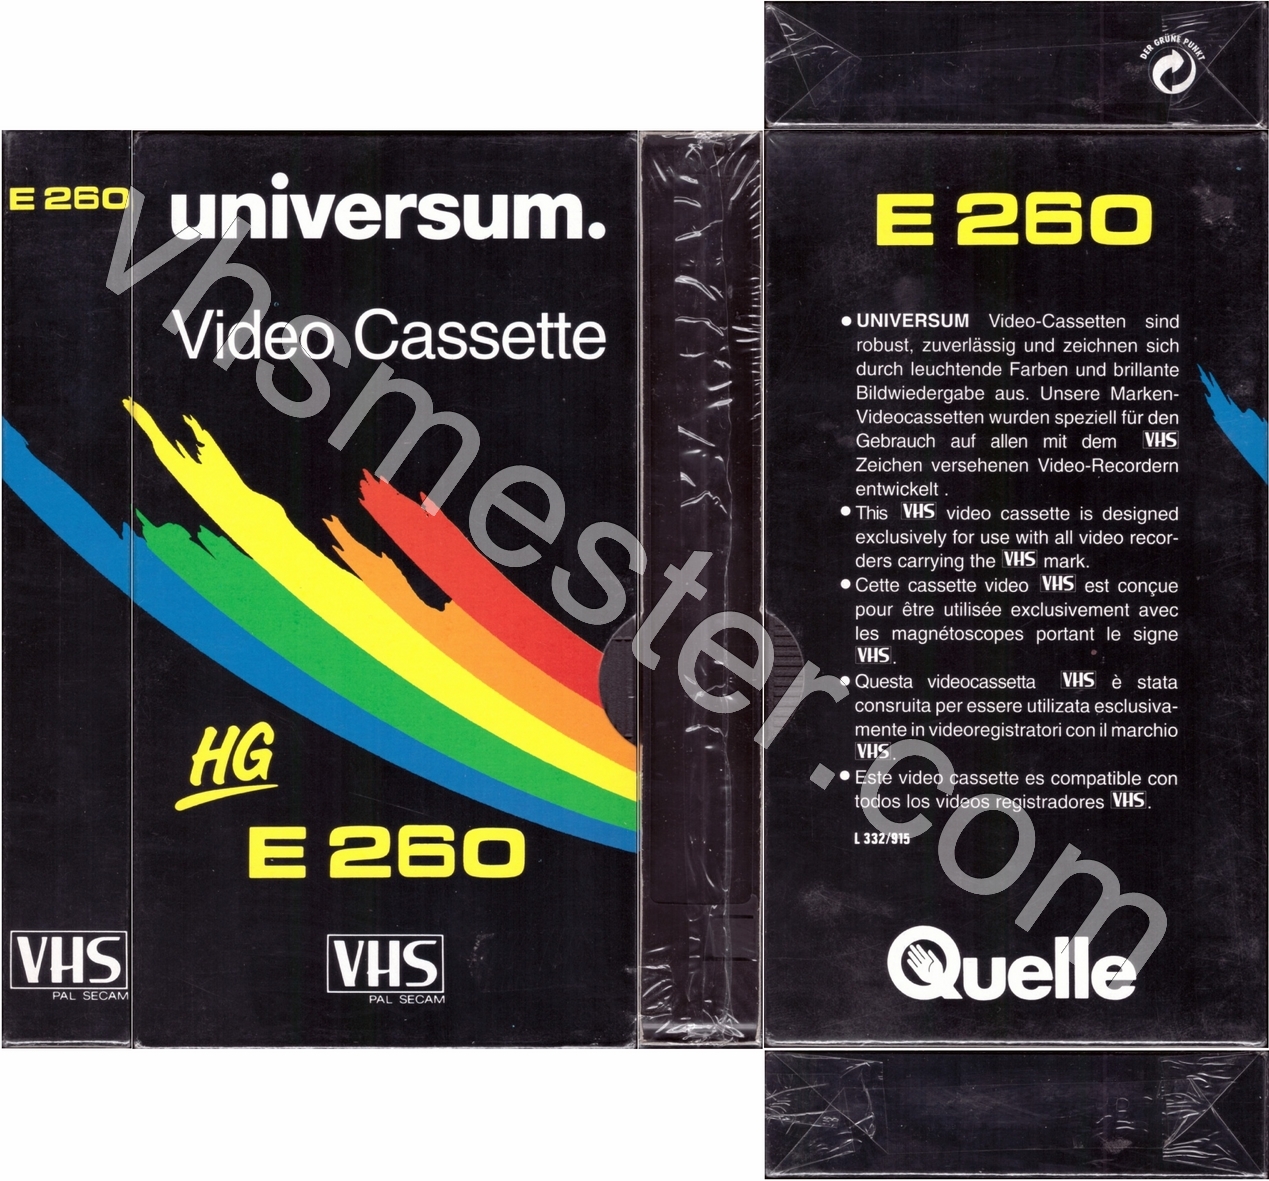 DER GRÜNE PUNKT
E 260
universum.
Video Cassette
HG
E 260
VHS
PAL SECAM
VHS
PAL SECAM
E 260
● UNIVERSUM Video-Cassetten sind
robust, zuverlässig und zeichnen sich
durch leuchtende Farben und brillante
Bildwiedergabe aus. Unsere Marken-
Videocassetten wurden speziell für den
Gebrauch auf allen mit dem VHS
Zeichen versehenen Video-Recordern
entwickelt .
● This VHS video cassette is designed
exclusively for use with all video recor-
ders carrying the VHS mark.
● Cette cassette video VHS est conçue
pour être utilisée exclusivement avec
les magnétoscopes portant le signe
VHS.
● Questa videocassetta VHS è stata
consruita per essere utilizata esclusiva-
mente in videoregistratori con il marchio
VHS.
● Este video cassette es compatible con
todos los videos registradores VHS.
L 332/915
Quelle
vhsmester.com